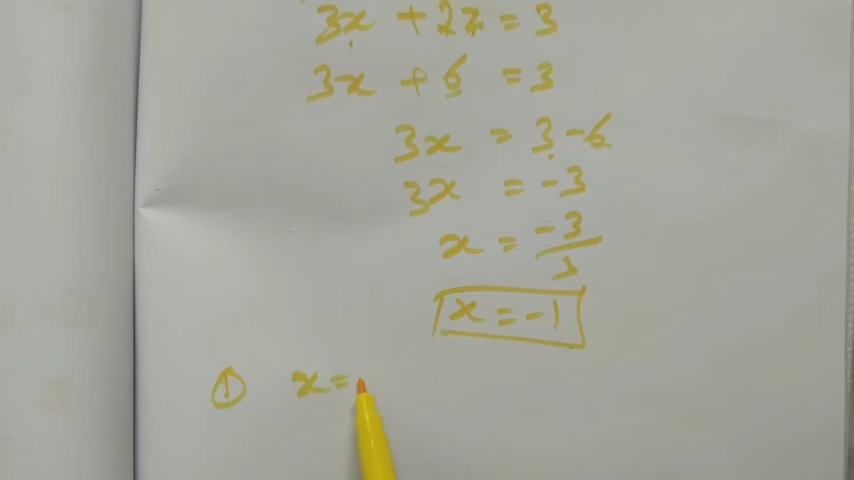 3x + 2z = 3
3x + 6 = 3
3x = 3 - 6
3x = -3
x = -3/3
x = -1
① x =